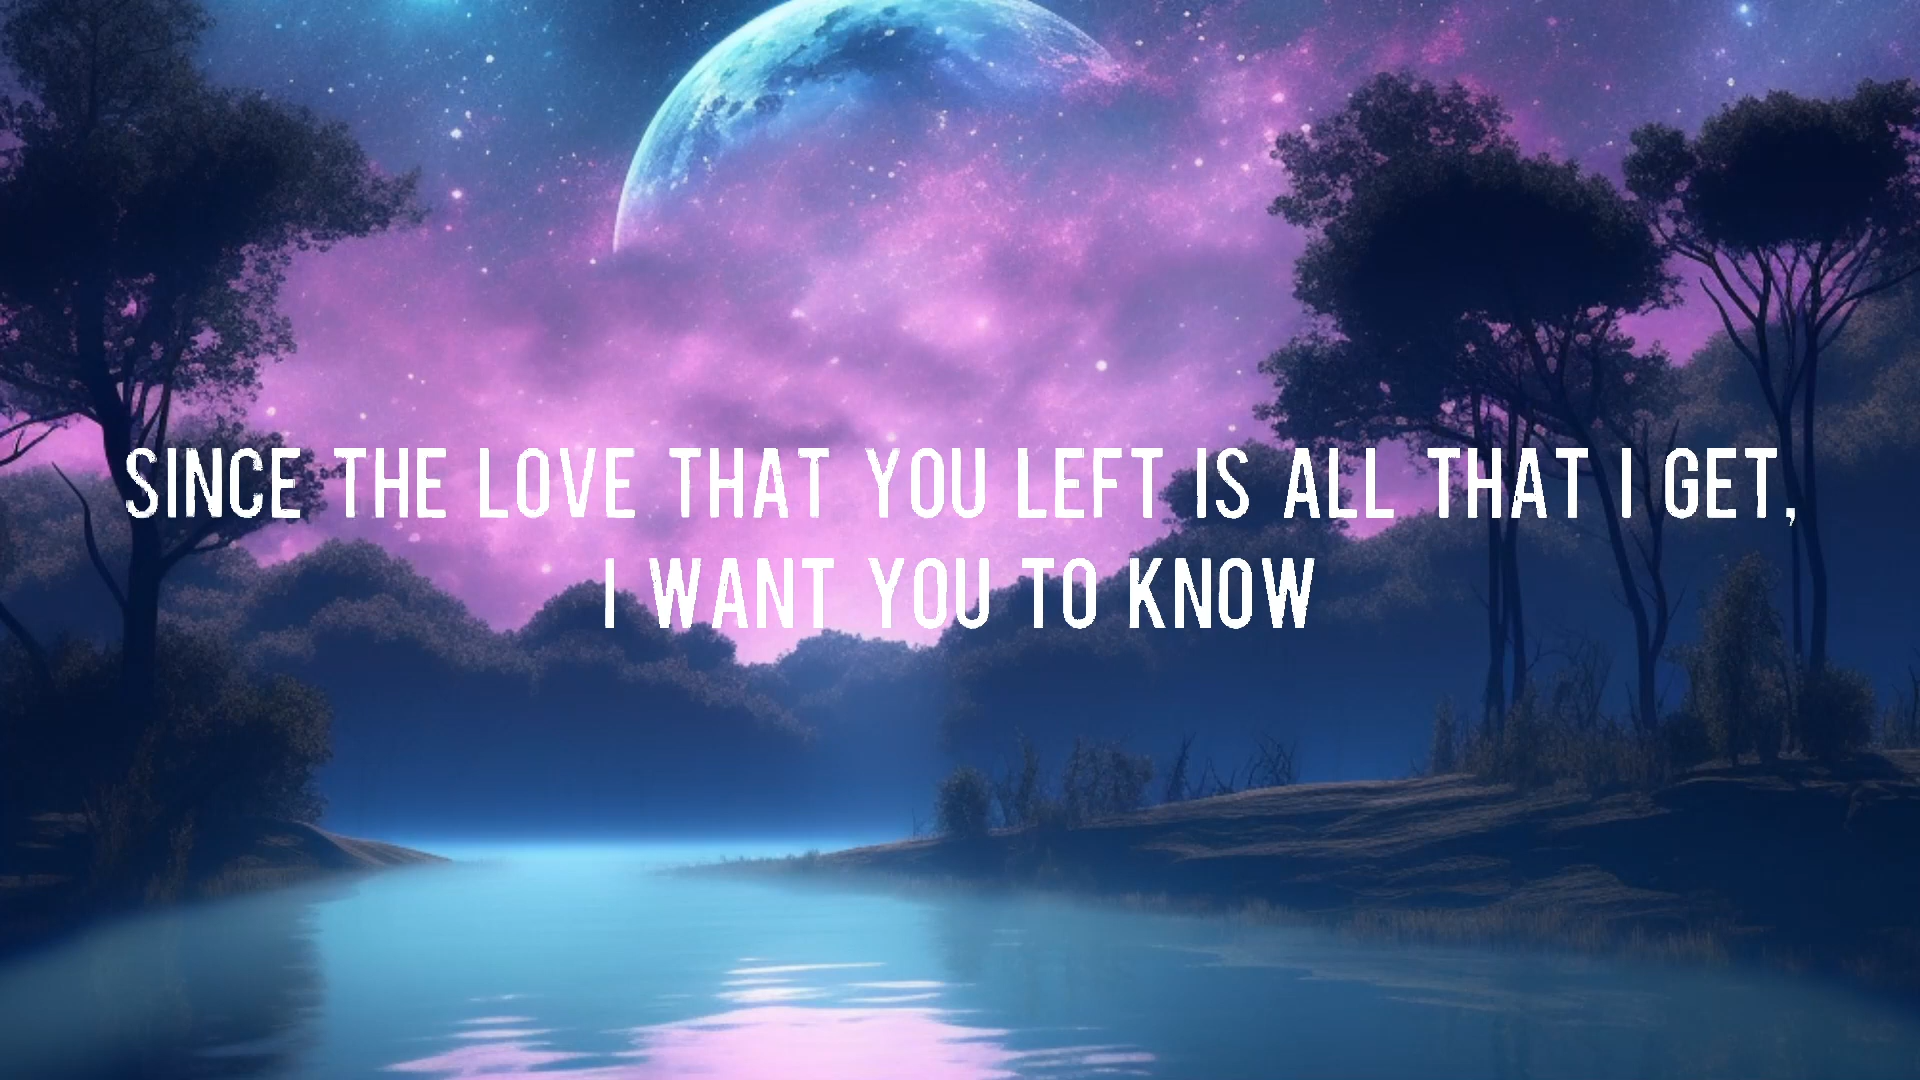 SINCE THE LOVE THAT YOU LEFT IS ALL THAT I GET,
I WANT YOU TO KNOW